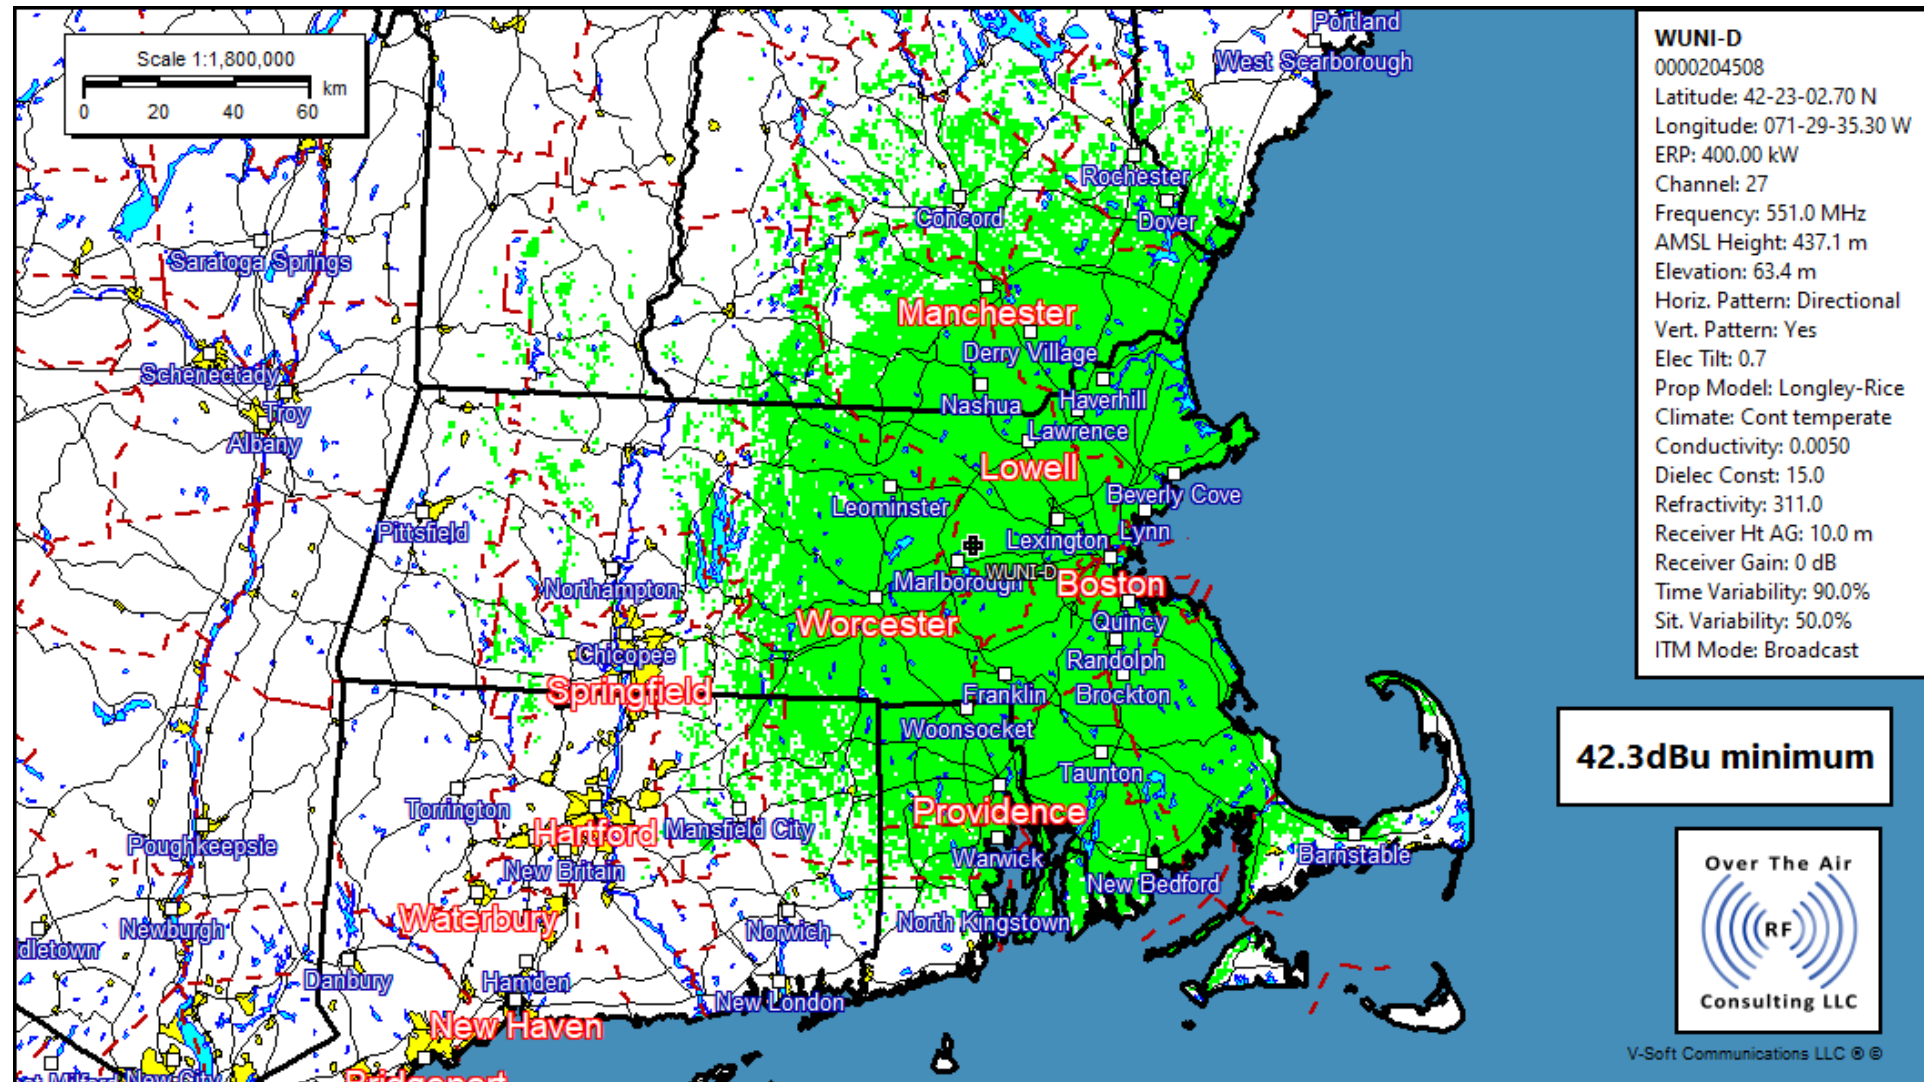 Portland
West Scarborough
Scale 1:1,800,000
km
0 20 40 60
Rochester
Concord
Dover
Saratoga Springs
Manchester
Derry Village
Schenectady
Troy
Albany
Nashua
Haverhill
Lawrence
Lowell
Leominster
Beverly Cove
Pittsfield
Lexington
Lynn
WUNI-D
Marlborough
Boston
Northampton
Worcester
Quincy
Chicopee
Randolph
Springfield
Franklin
Brockton
Woonsocket
Taunton
Torrington
Providence
Hartford
Mansfield City
Poughkeepsie
Warwick
Barnstable
New Britain
New Bedford
Waterbury
North Kingstown
Newburgh
Norwich
dletown
Danbury
Hamden
New London
New Haven
New City
Bridgeport
WUNI-D
0000204508
Latitude: 42-23-02.70 N
Longitude: 071-29-35.30 W
ERP: 400.00 kW
Channel: 27
Frequency: 551.0 MHz
AMSL Height: 437.1 m
Elevation: 63.4 m
Horiz. Pattern: Directional
Vert. Pattern: Yes
Elec Tilt: 0.7
Prop Model: Longley-Rice
Climate: Cont temperate
Conductivity: 0.0050
Dielec Const: 15.0
Refractivity: 311.0
Receiver Ht AG: 10.0 m
Receiver Gain: 0 dB
Time Variability: 90.0%
Sit. Variability: 50.0%
ITM Mode: Broadcast
42.3dBu minimum
Over The Air
RF
Consulting LLC
V-Soft Communications LLC ® ©